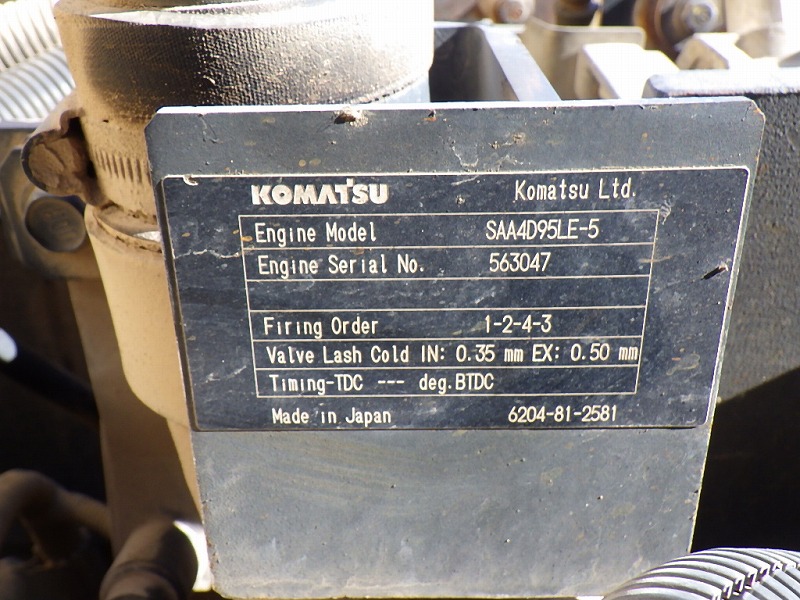 KOMATSU Komatsu Ltd.
Engine Model SAA4D95LE-5
Engine Serial No. 563047
Firing Order 1-2-4-3
Valve Lash Cold IN: 0.35 mm EX: 0.50 mm
Timing-TDC --- deg.BTDC
Made in Japan 6204-81-2581